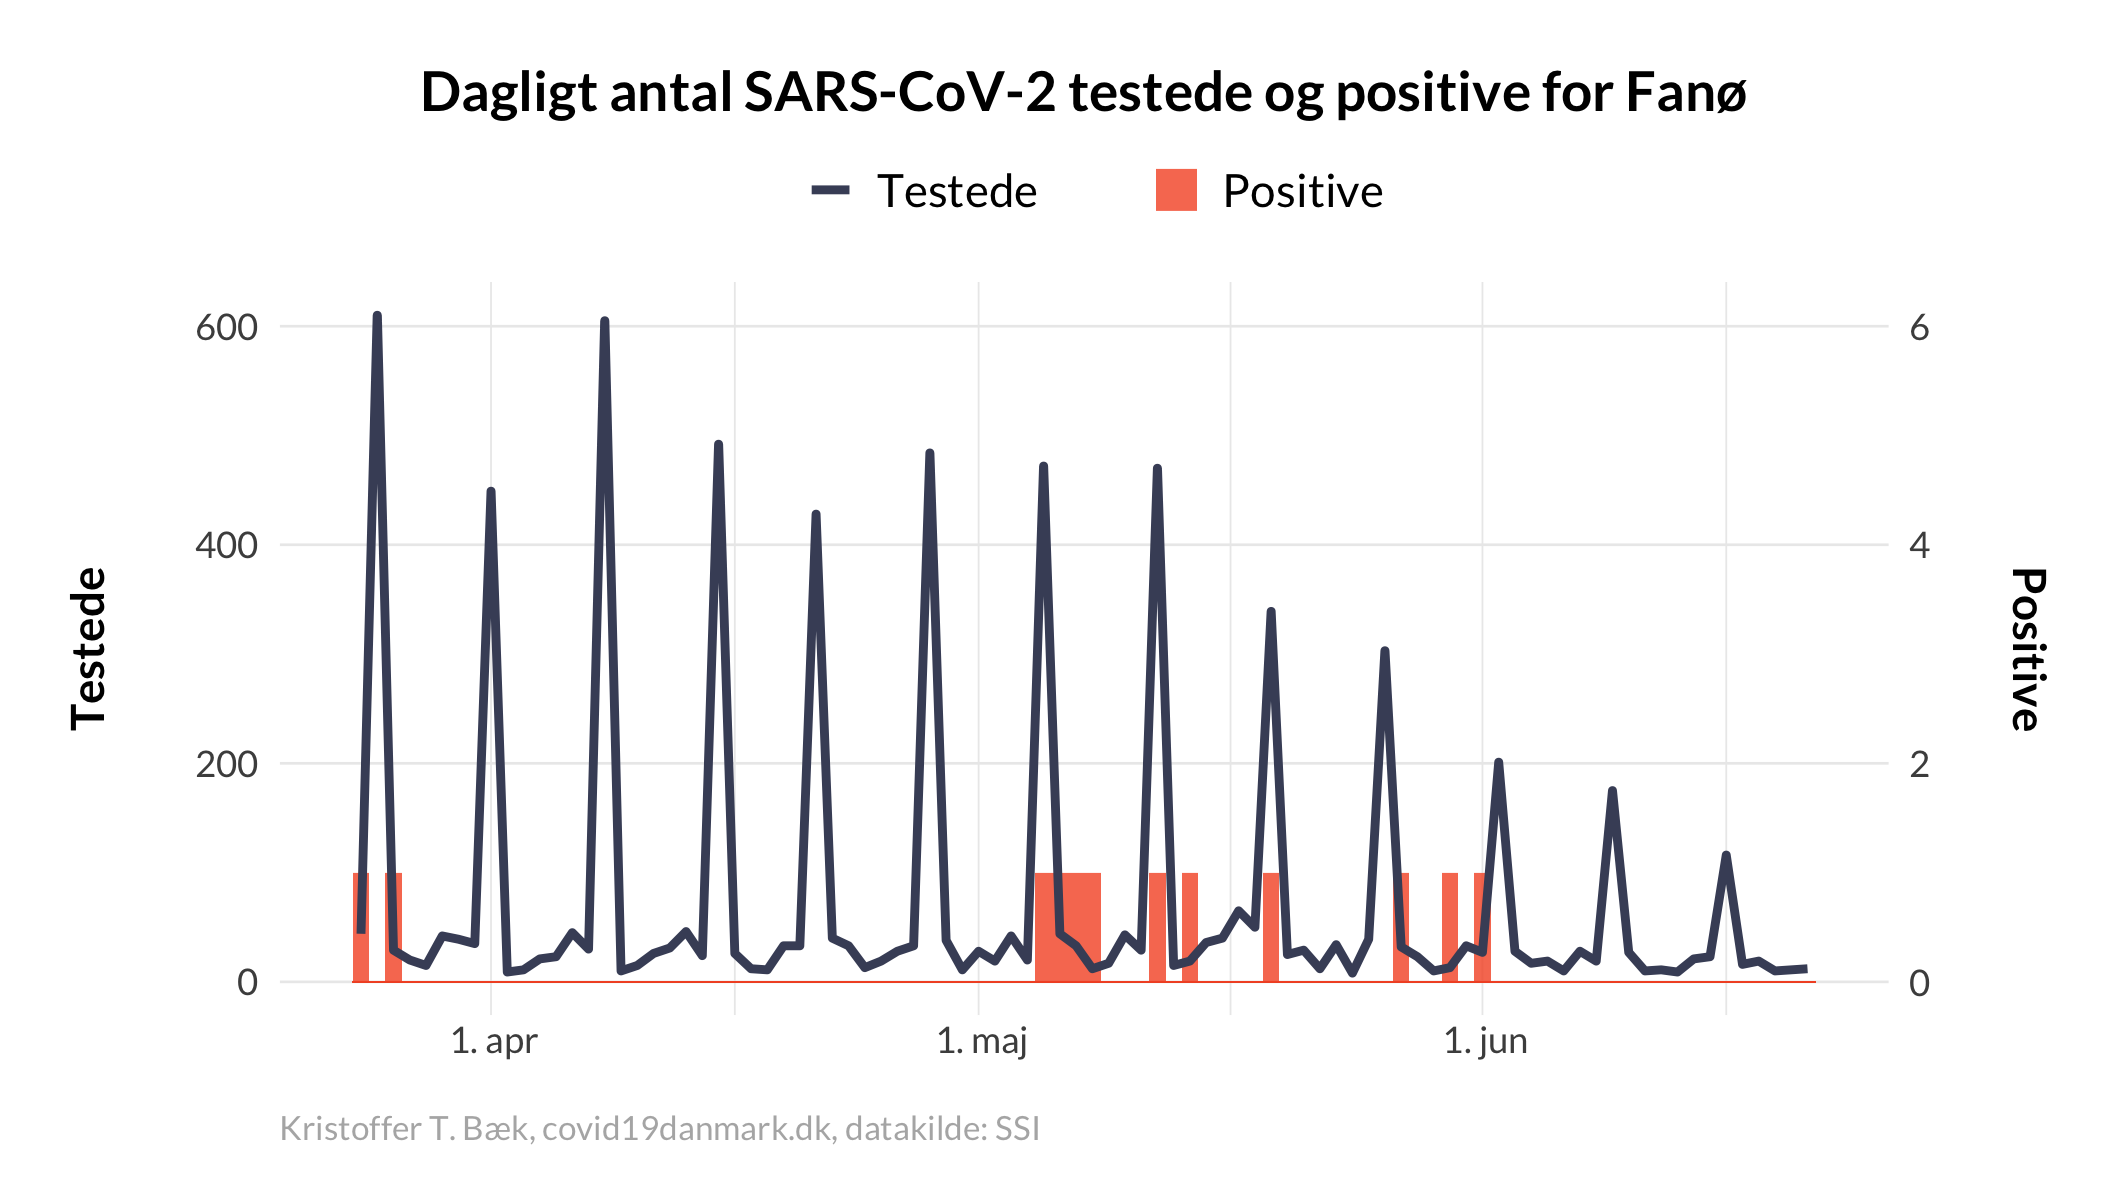 Dagligt antal SARS-CoV-2 testede og positive for Fanø
Testede
Positive
600
400
200
0
6
4
2
0
Testede
Positive
1. apr
1. maj
1. jun
Kristoffer T. Bæk, covid19danmark.dk, datakilde: SSI